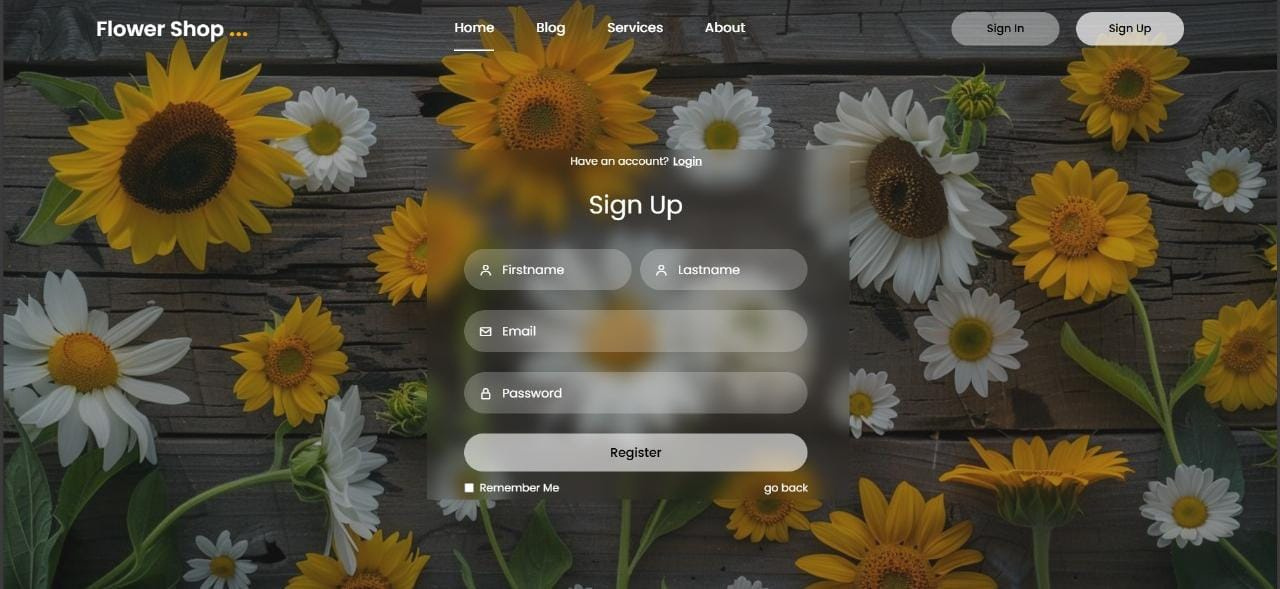 Flower Shop ...
Home Blog Services About
Sign In Sign Up
Have an account? Login
Sign Up
Firstname Lastname
Email
Password
Register
Remember Me go back